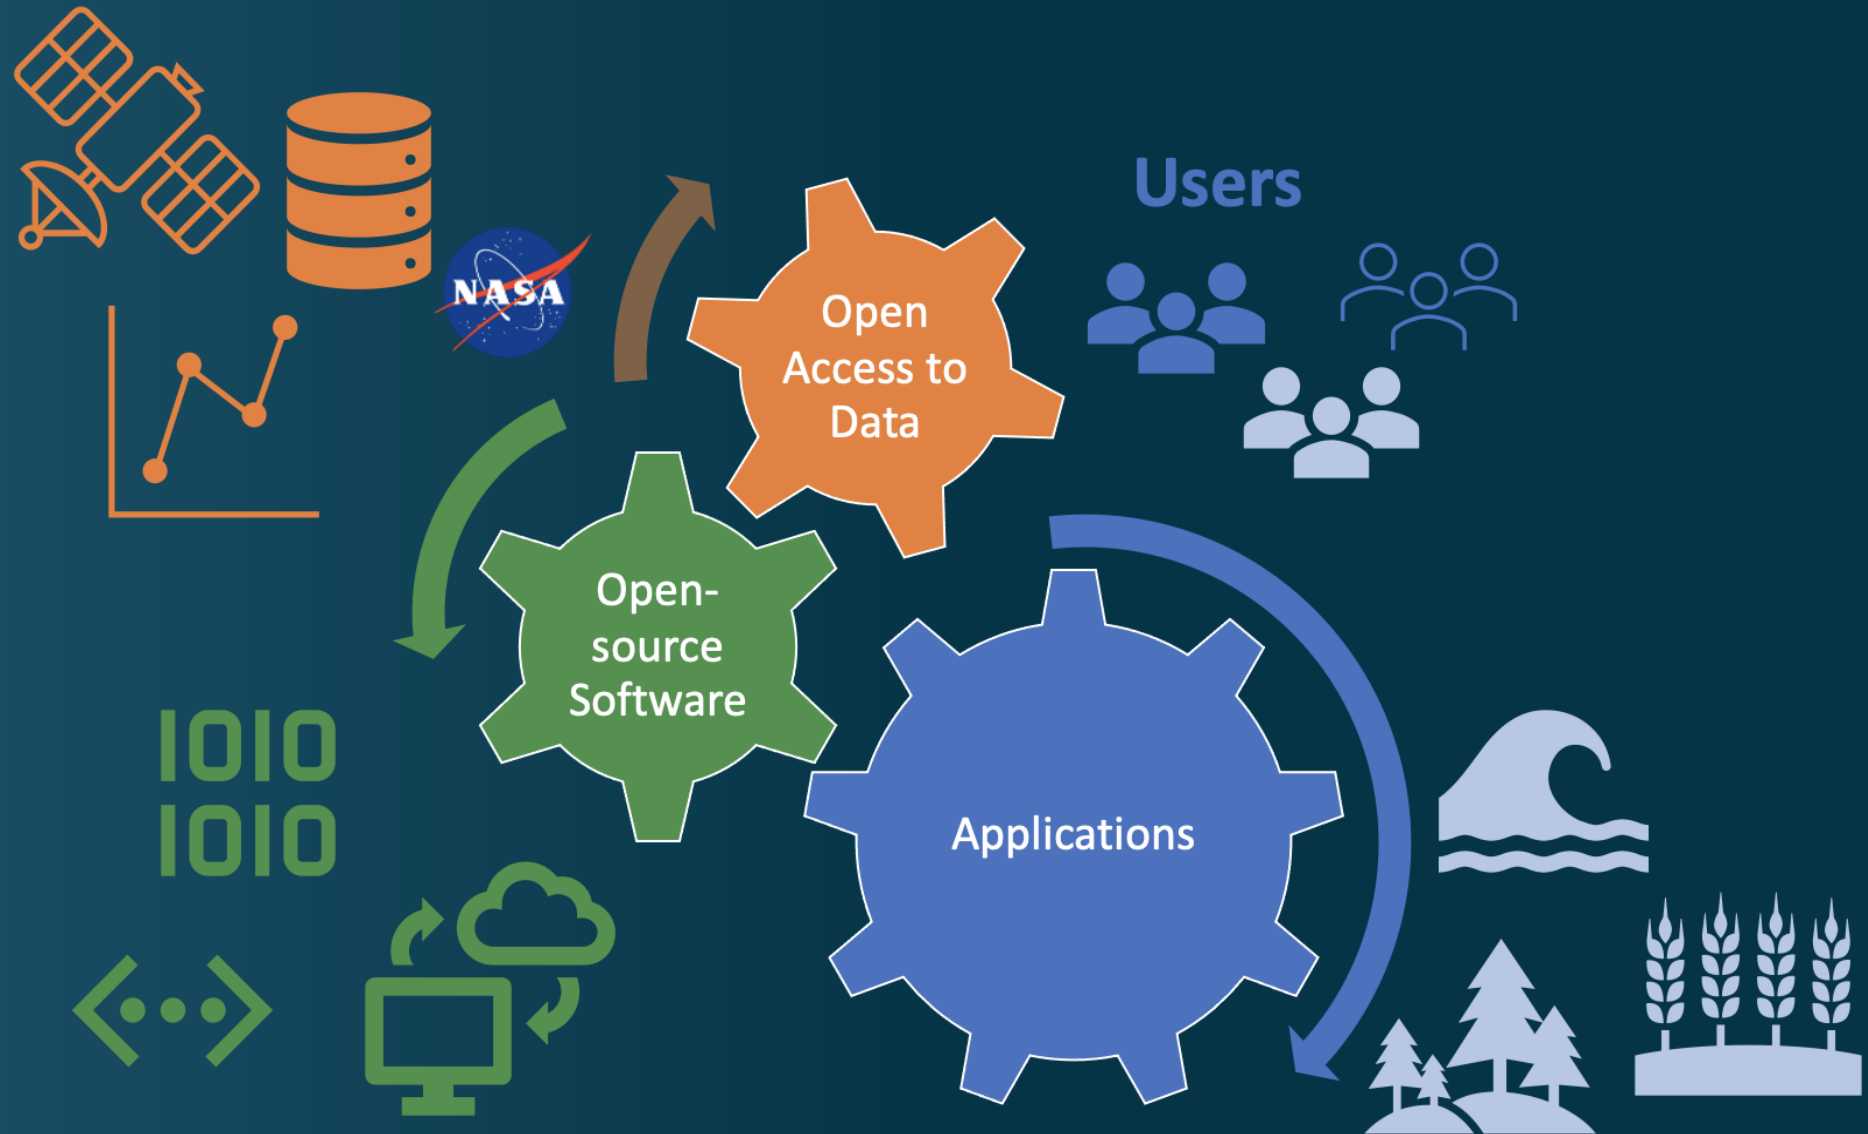 Users
NASA
Open
Access to
Data
Open-
source
Software
1010
1010
Applications